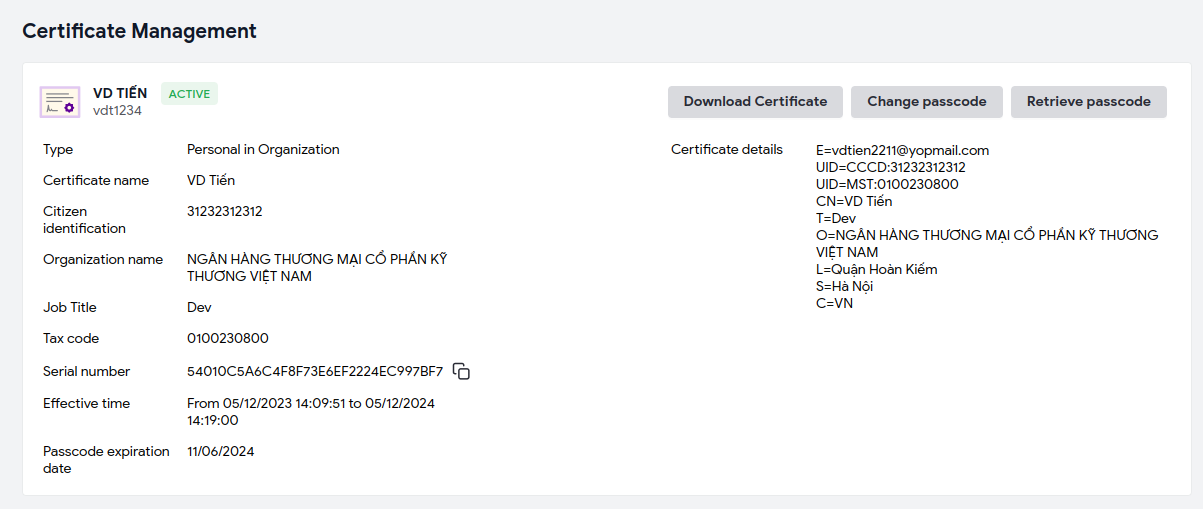 Certificate Management
VD TIẾN
ACTIVE
vdt1234
Download Certificate
Change passcode
Retrieve passcode
Type
Personal in Organization
Certificate name
VD Tiến
Citizen
identification
31232312312
Organization name
NGÂN HÀNG THƯƠNG MẠI CỔ PHẦN KỸ
THƯƠNG VIỆT NAM
Job Title
Dev
Tax code
0100230800
Serial number
54010C5A6C4F8F73E6EF2224EC997BF7
Effective time
From 05/12/2023 14:09:51 to 05/12/2024
14:19:00
Passcode expiration
date
11/06/2024
Certificate details
E=vdtien2211@yopmail.com
UID=CCCD:31232312312
UID=MST:0100230800
CN=VD Tiến
T=Dev
O=NGÂN HÀNG THƯƠNG MẠI CỔ PHẦN KỸ THƯƠNG
VIỆT NAM
L=Quận Hoàn Kiếm
S=Hà Nội
C=VN